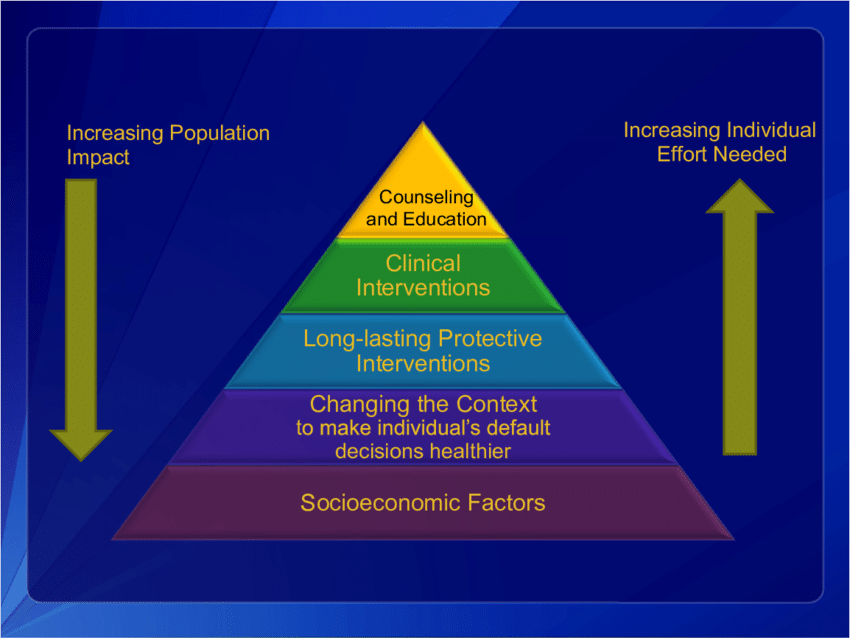 Increasing Population
Impact
Increasing Individual
Effort Needed
Counseling
and Education
Clinical
Interventions
Long-lasting Protective
Interventions
Changing the Context
to make individual's default
decisions healthier
Socioeconomic Factors